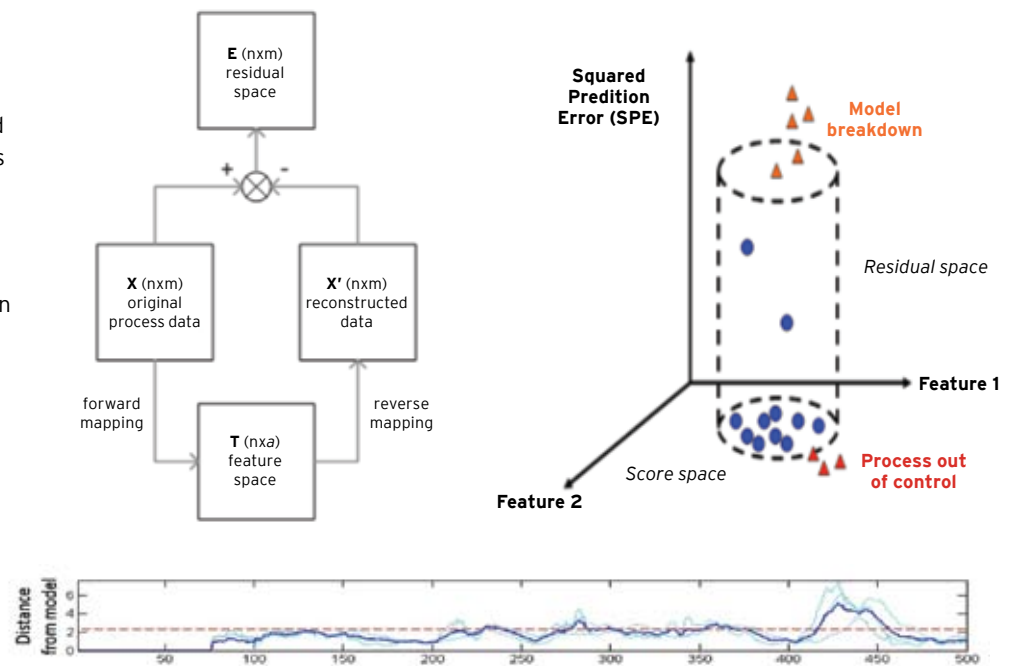 d
s
n
E (nxm)
residual
space
+
-
X (nxm)
original
process data
X' (nxm)
reconstructed
data
forward
mapping
reverse
mapping
T (nxa)
feature
space
Squared
Predition
Error (SPE)
Model
breakdown
Residual space
Feature 1
Process out
of control
Score space
Feature 2
Distance
from model
6
4
2
0
50
100
150
200
250
300
350
400
450
500